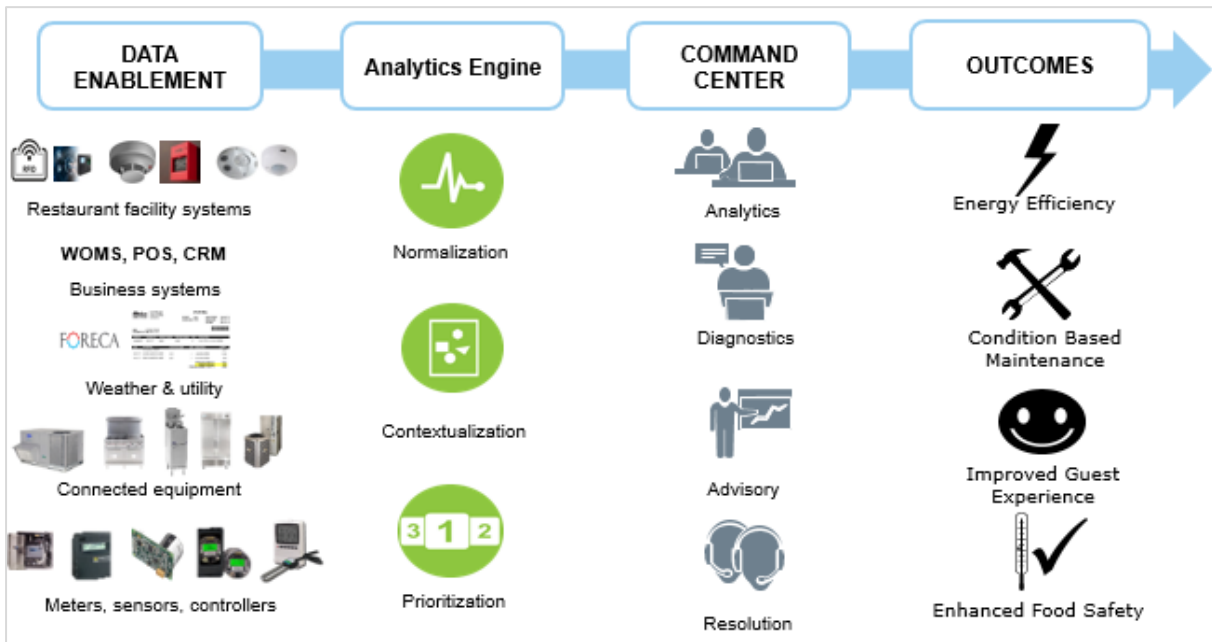 DATA
ENABLEMENT
Analytics Engine
COMMAND
CENTER
OUTCOMES
RFID
Restaurant facility systems
WOMS, POS, CRM
Business systems
FORECA
Weather & utility
Connected equipment
Meters, sensors, controllers
Normalization
Contextualization
3 1 2
Prioritization
Analytics
Diagnostics
Advisory
Resolution
Energy Efficiency
Condition Based
Maintenance
Improved Guest
Experience
Enhanced Food Safety